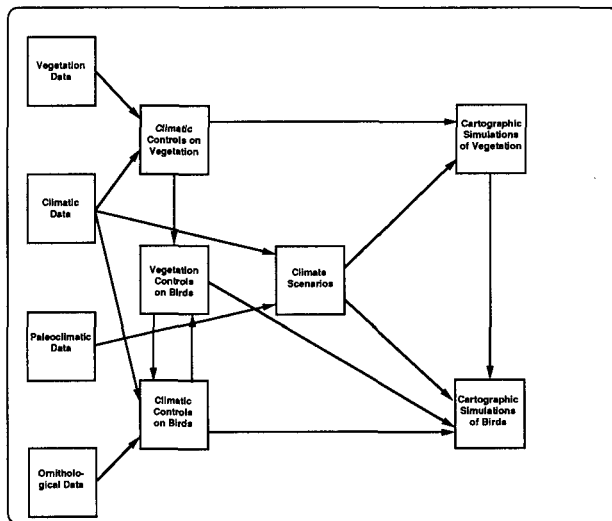 Vegetation
Data
Climatic
Controls on
Vegetation
Cartographic
Simulations
of Vegetation
Climatic
Data
Vegetation
Controls
on Birds
Climate
Scenarios
Paleoclimatic
Data
Climatic
Controls
on Birds
Cartographic
Simulations
of Birds
Ornitholo-
gical Data